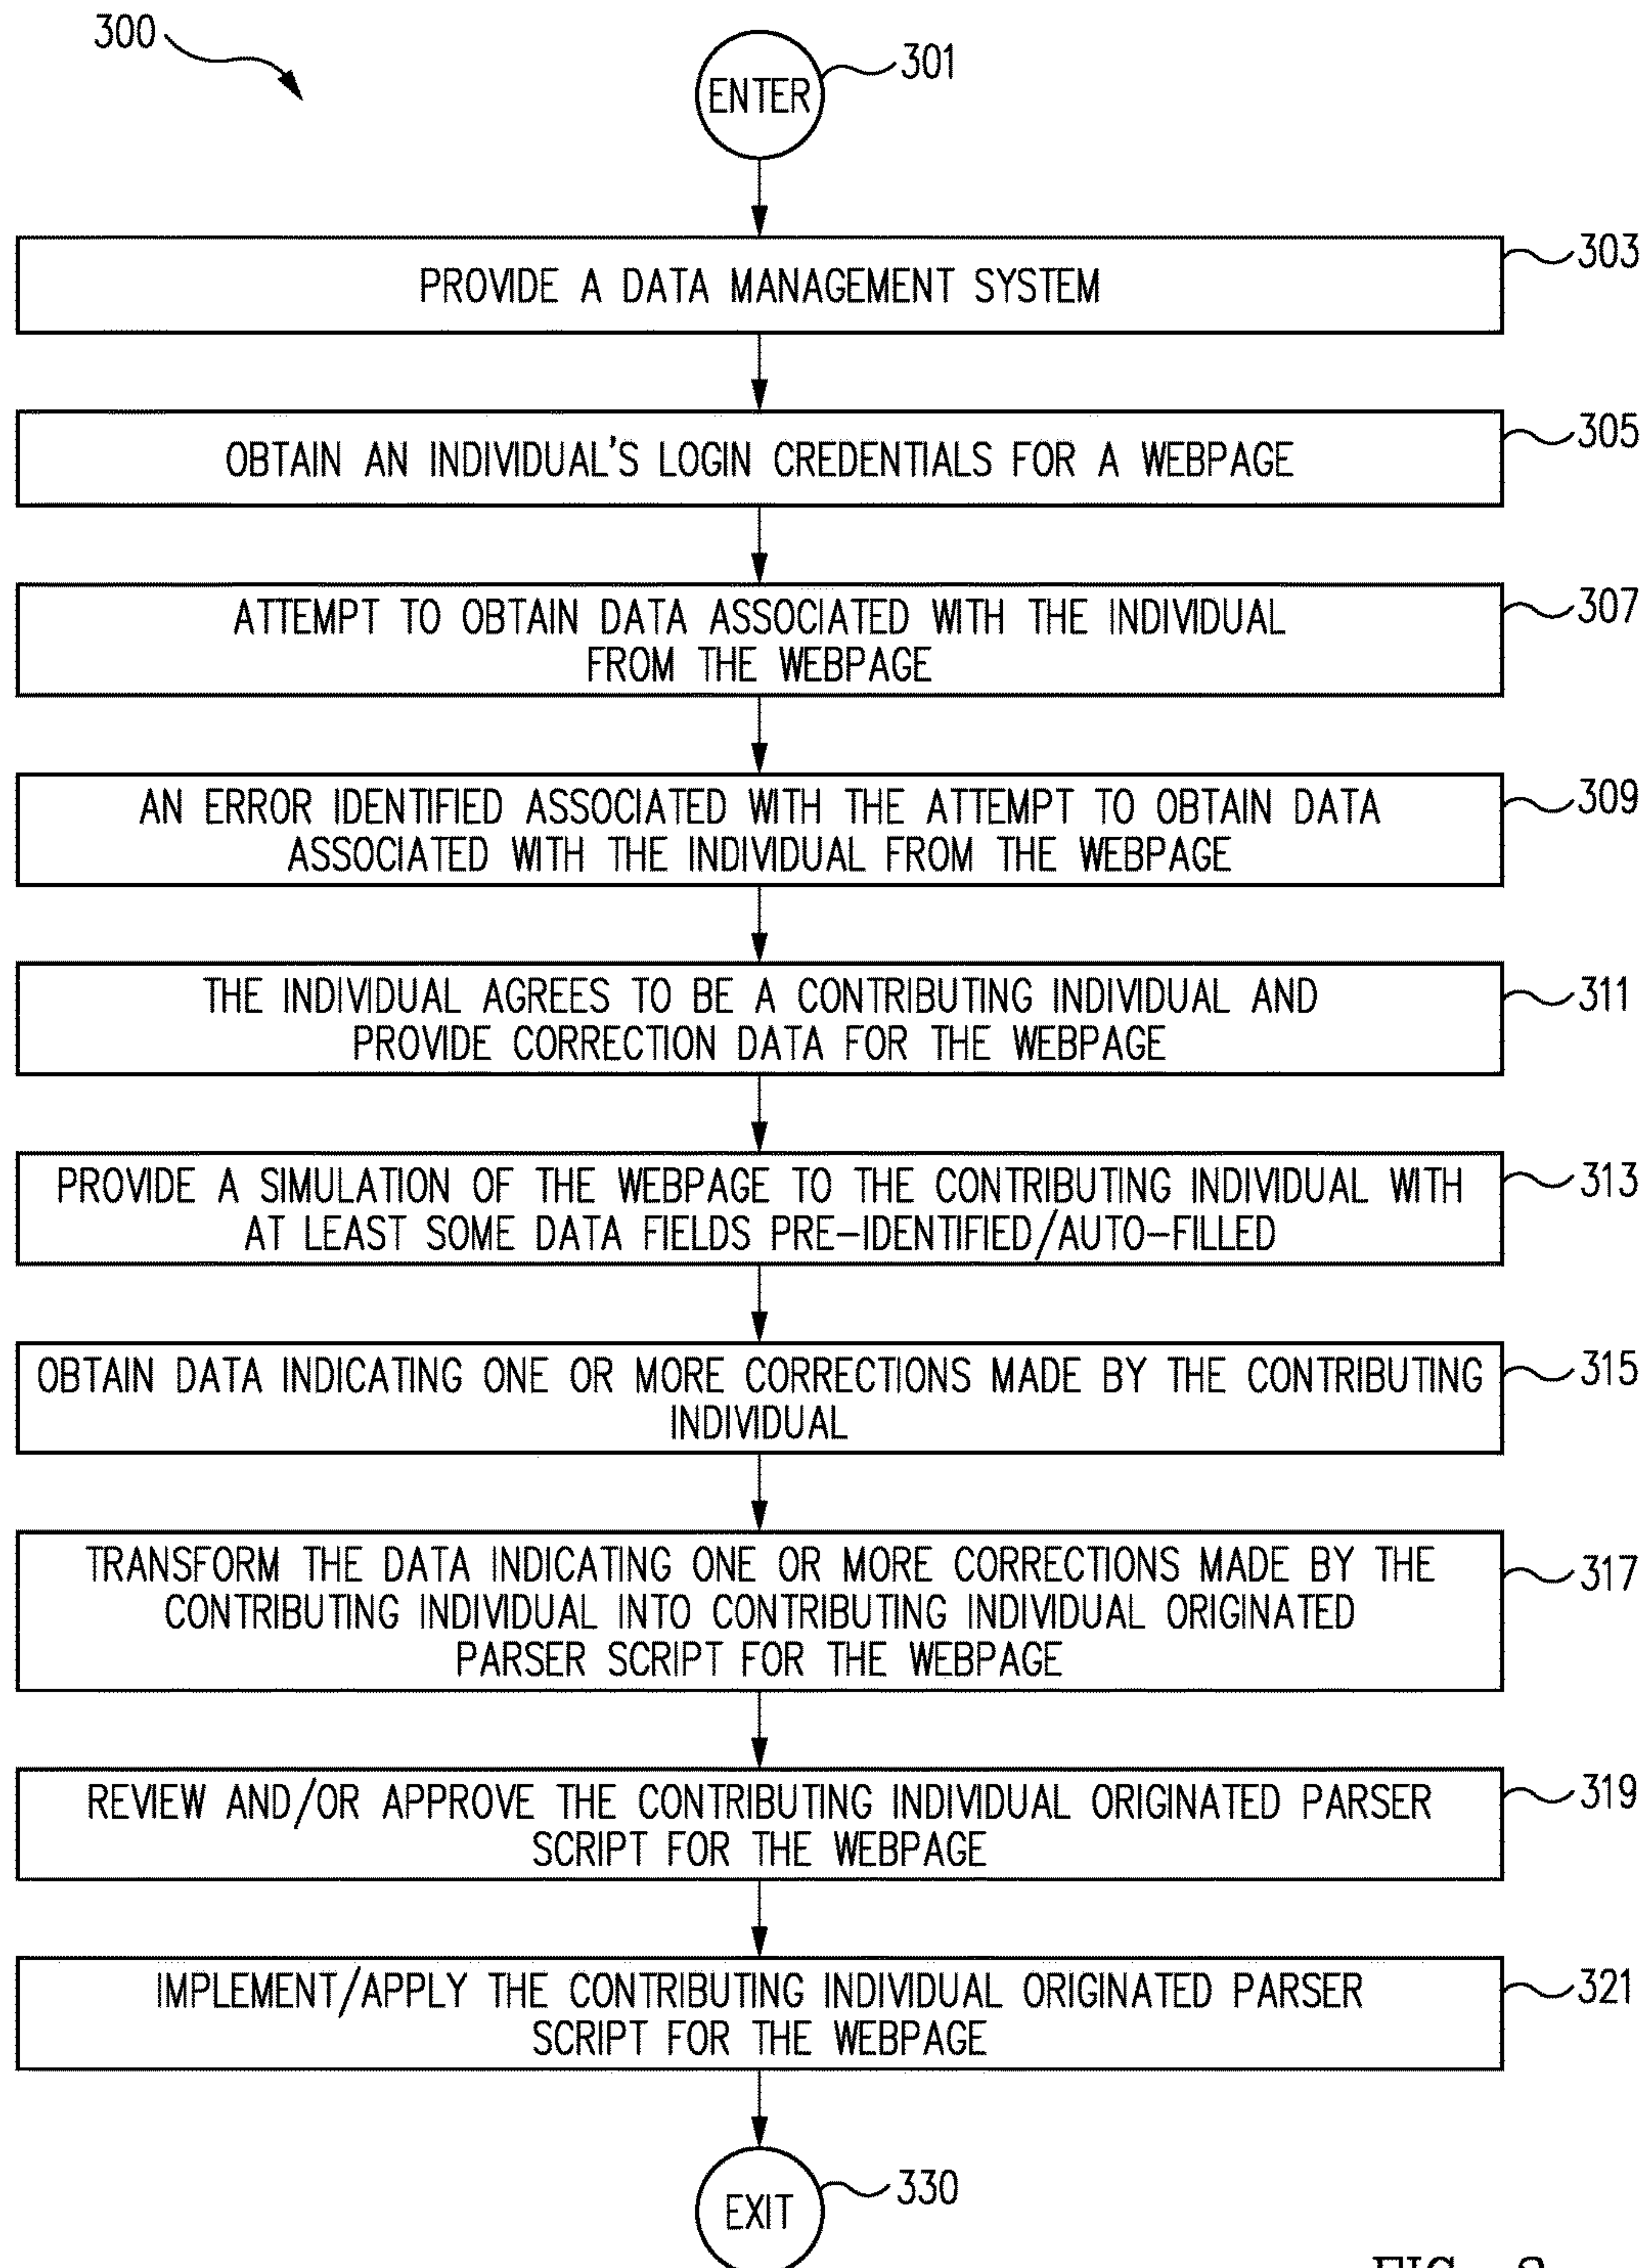 300
ENTER
301
PROVIDE A DATA MANAGEMENT SYSTEM
303
OBTAIN AN INDIVIDUAL'S LOGIN CREDENTIALS FOR A WEBPAGE
305
ATTEMPT TO OBTAIN DATA ASSOCIATED WITH THE INDIVIDUAL
FROM THE WEBPAGE
307
AN ERROR IDENTIFIED ASSOCIATED WITH THE ATTEMPT TO OBTAIN DATA
ASSOCIATED WITH THE INDIVIDUAL FROM THE WEBPAGE
309
THE INDIVIDUAL AGREES TO BE A CONTRIBUTING INDIVIDUAL AND
PROVIDE CORRECTION DATA FOR THE WEBPAGE
311
PROVIDE A SIMULATION OF THE WEBPAGE TO THE CONTRIBUTING INDIVIDUAL WITH
AT LEAST SOME DATA FIELDS PRE-IDENTIFIED/AUTO-FILLED
313
OBTAIN DATA INDICATING ONE OR MORE CORRECTIONS MADE BY THE CONTRIBUTING
INDIVIDUAL
315
TRANSFORM THE DATA INDICATING ONE OR MORE CORRECTIONS MADE BY THE
CONTRIBUTING INDIVIDUAL INTO CONTRIBUTING INDIVIDUAL ORIGINATED
PARSER SCRIPT FOR THE WEBPAGE
317
REVIEW AND/OR APPROVE THE CONTRIBUTING INDIVIDUAL ORIGINATED PARSER
SCRIPT FOR THE WEBPAGE
319
IMPLEMENT/APPLY THE CONTRIBUTING INDIVIDUAL ORIGINATED PARSER
SCRIPT FOR THE WEBPAGE
321
EXIT
330